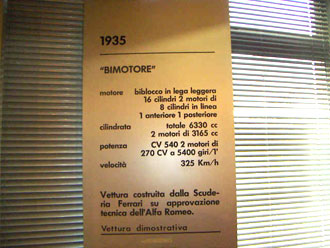 1935
"BIMOTORE"
motore biblocco in lega leggera
16 cilindri 2 motori di
8 cilindri in linea
1 anteriore 1 posteriore
cilindrata totale 6330 cc
2 motori di 3165 cc
potenza CV 540 2 motori di
270 CV a 5400 giri/1'
velocità 325 Km/h
Vettura costruita dalla Scude-
ria Ferrari su approvazione
tecnica dell'Alfa Romeo.
Vettura dimostrativa